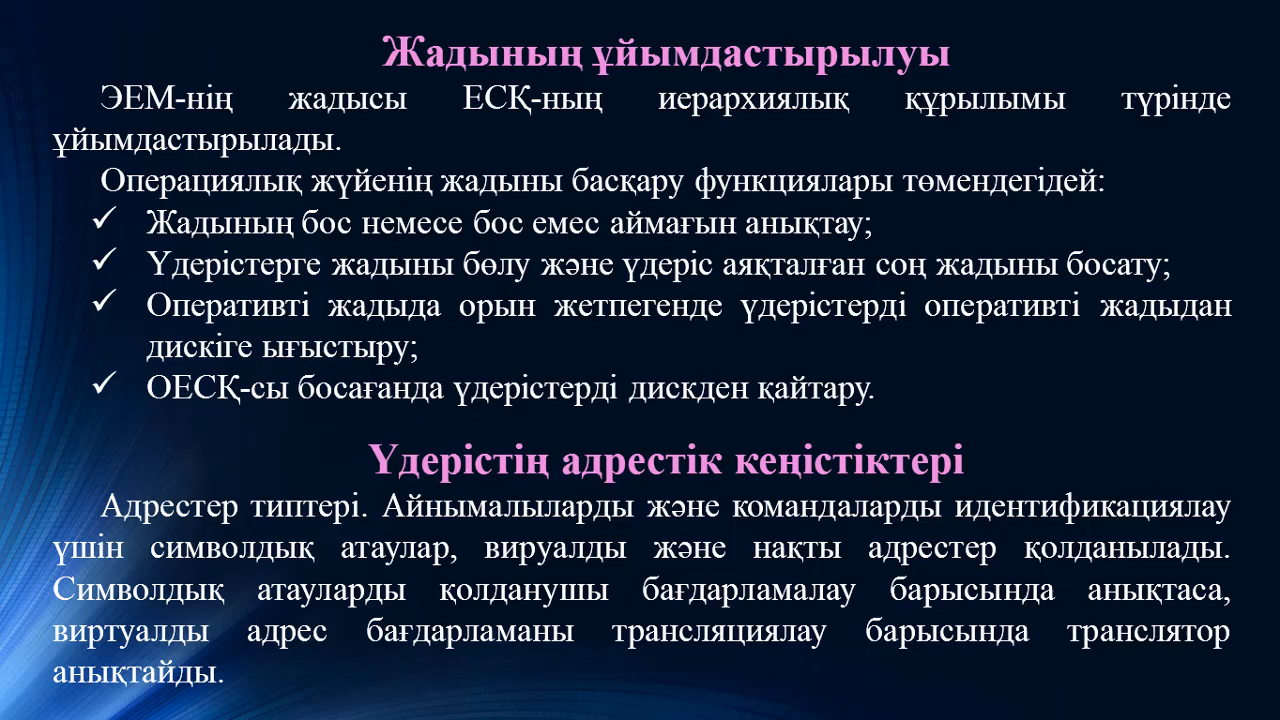 Жадының ұйымдастырылуы
ЭЕМ-нің жадысы ЕСҚ-ның иерархиялық құрылымы түрінде
ұйымдастырылады.
Операциялық жүйенің жадыны басқару функциялары төмендегідей:
✓ Жадының бос немесе бос емес аймағын анықтау;
✓ Үдерістерге жадыны бөлу және үдеріс аяқталған соң жадыны босату;
✓ Оперативті жадыда орын жетпегенде үдерістерді оперативті жадыдан
дискіге ығыстыру;
✓ ОЕСҚ-сы босағанда үдерістерді дискден қайтару.
Үдерістің адрестік кеңістіктері
Адрестер типтері. Айнымалыларды және командаларды идентификациялау
үшін символдық атаулар, вируалды және нақты адрестер қолданылады.
Символдық атауларды қолданушы бағдарламалау барысында анықтаса,
виртуалды адрес бағдарламаны трансляциялау барысында транслятор
анықтайды.